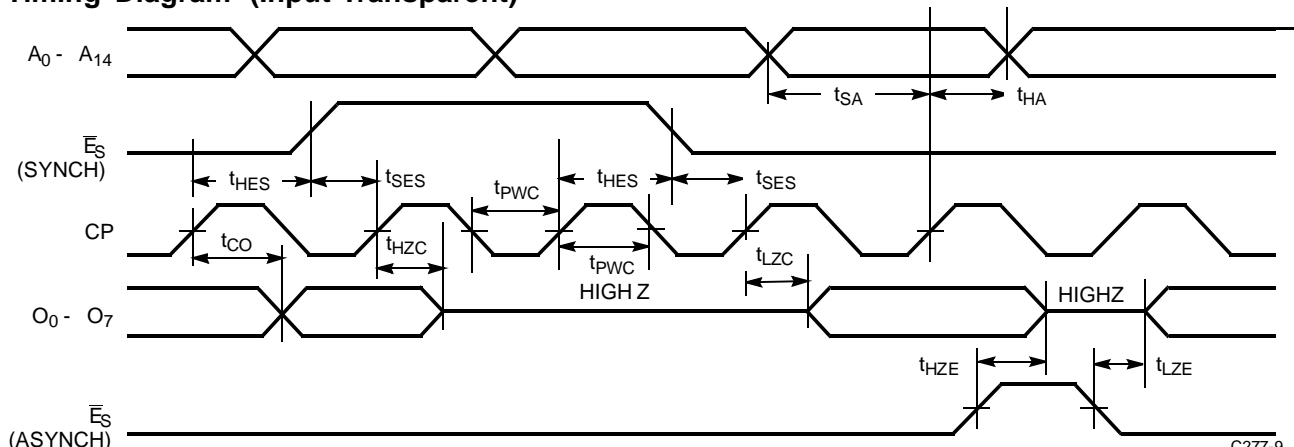 Timing Diagram (Input Transparent)
A0 - A14
tSA
tHA
ES
(SYNCH)
tHES
tSES
tPWC
tHES
tSES
CP
tCO
tHZC
tPWC
tLZC
HIGH Z
HIGHZ
O0 - O7
tHZE
tLZE
ES
(ASYNCH)
C277-9